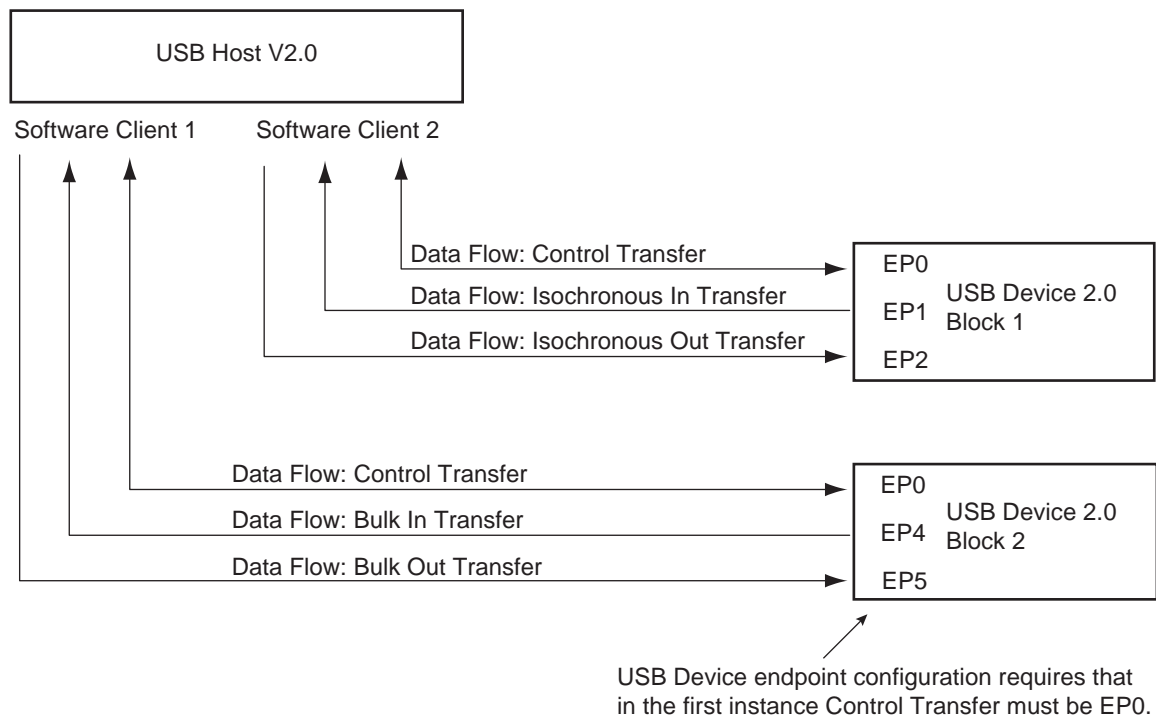 USB Host V2.0
Software Client 1
Software Client 2
Data Flow: Control Transfer
Data Flow: Isochronous In Transfer
Data Flow: Isochronous Out Transfer
EP0
EP1
EP2
USB Device 2.0
Block 1
Data Flow: Control Transfer
Data Flow: Bulk In Transfer
Data Flow: Bulk Out Transfer
EP0
EP4
EP5
USB Device 2.0
Block 2
USB Device endpoint configuration requires that
in the first instance Control Transfer must be EP0.